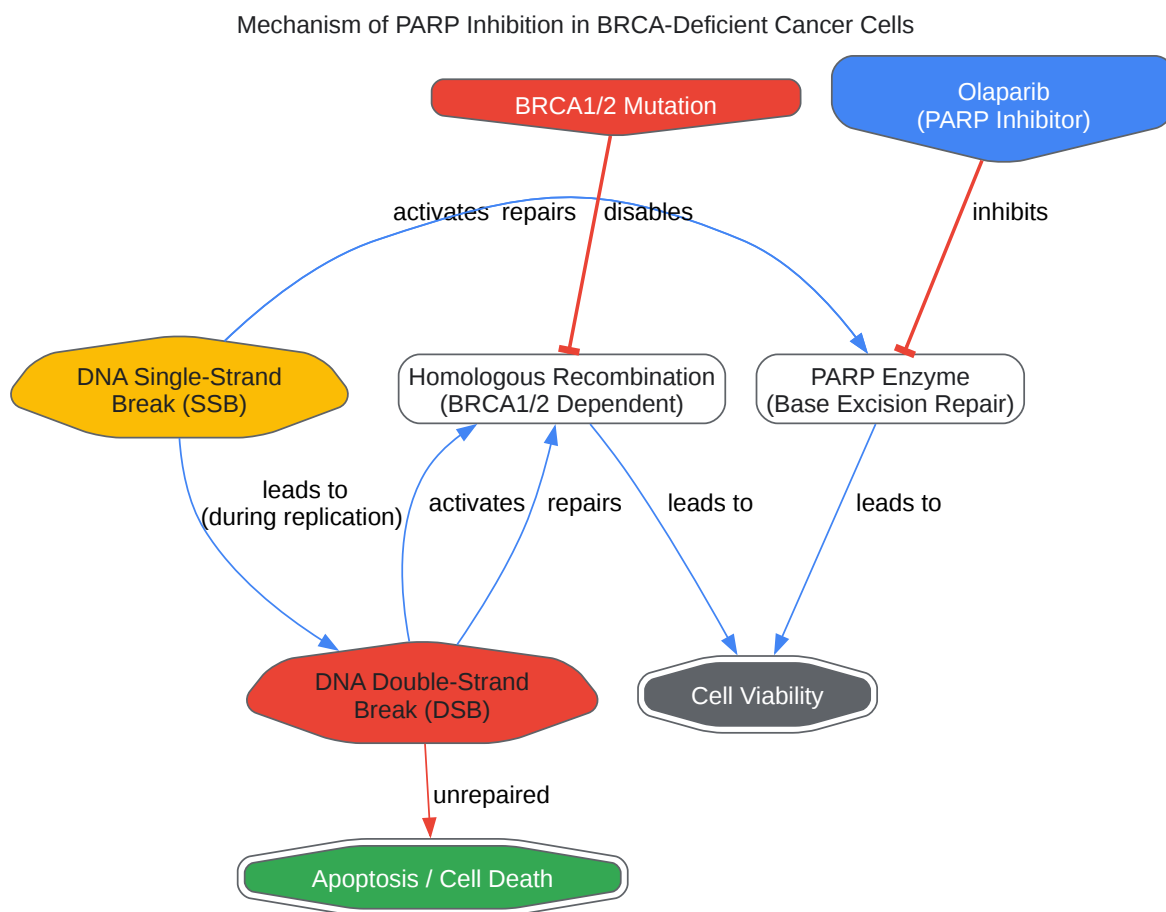 Mechanism of PARP Inhibition in BRCA-Deficient Cancer Cells
BRCA1/2 Mutation
Olaparib
(PARP Inhibitor)
activates
repairs
disables
inhibits
DNA Single-Strand
Break (SSB)
Homologous Recombination
(BRCA1/2 Dependent)
PARP Enzyme
(Base Excision Repair)
leads to
(during replication)
activates
repairs
leads to
leads to
DNA Double-Strand
Break (DSB)
Cell Viability
unrepaired
Apoptosis / Cell Death